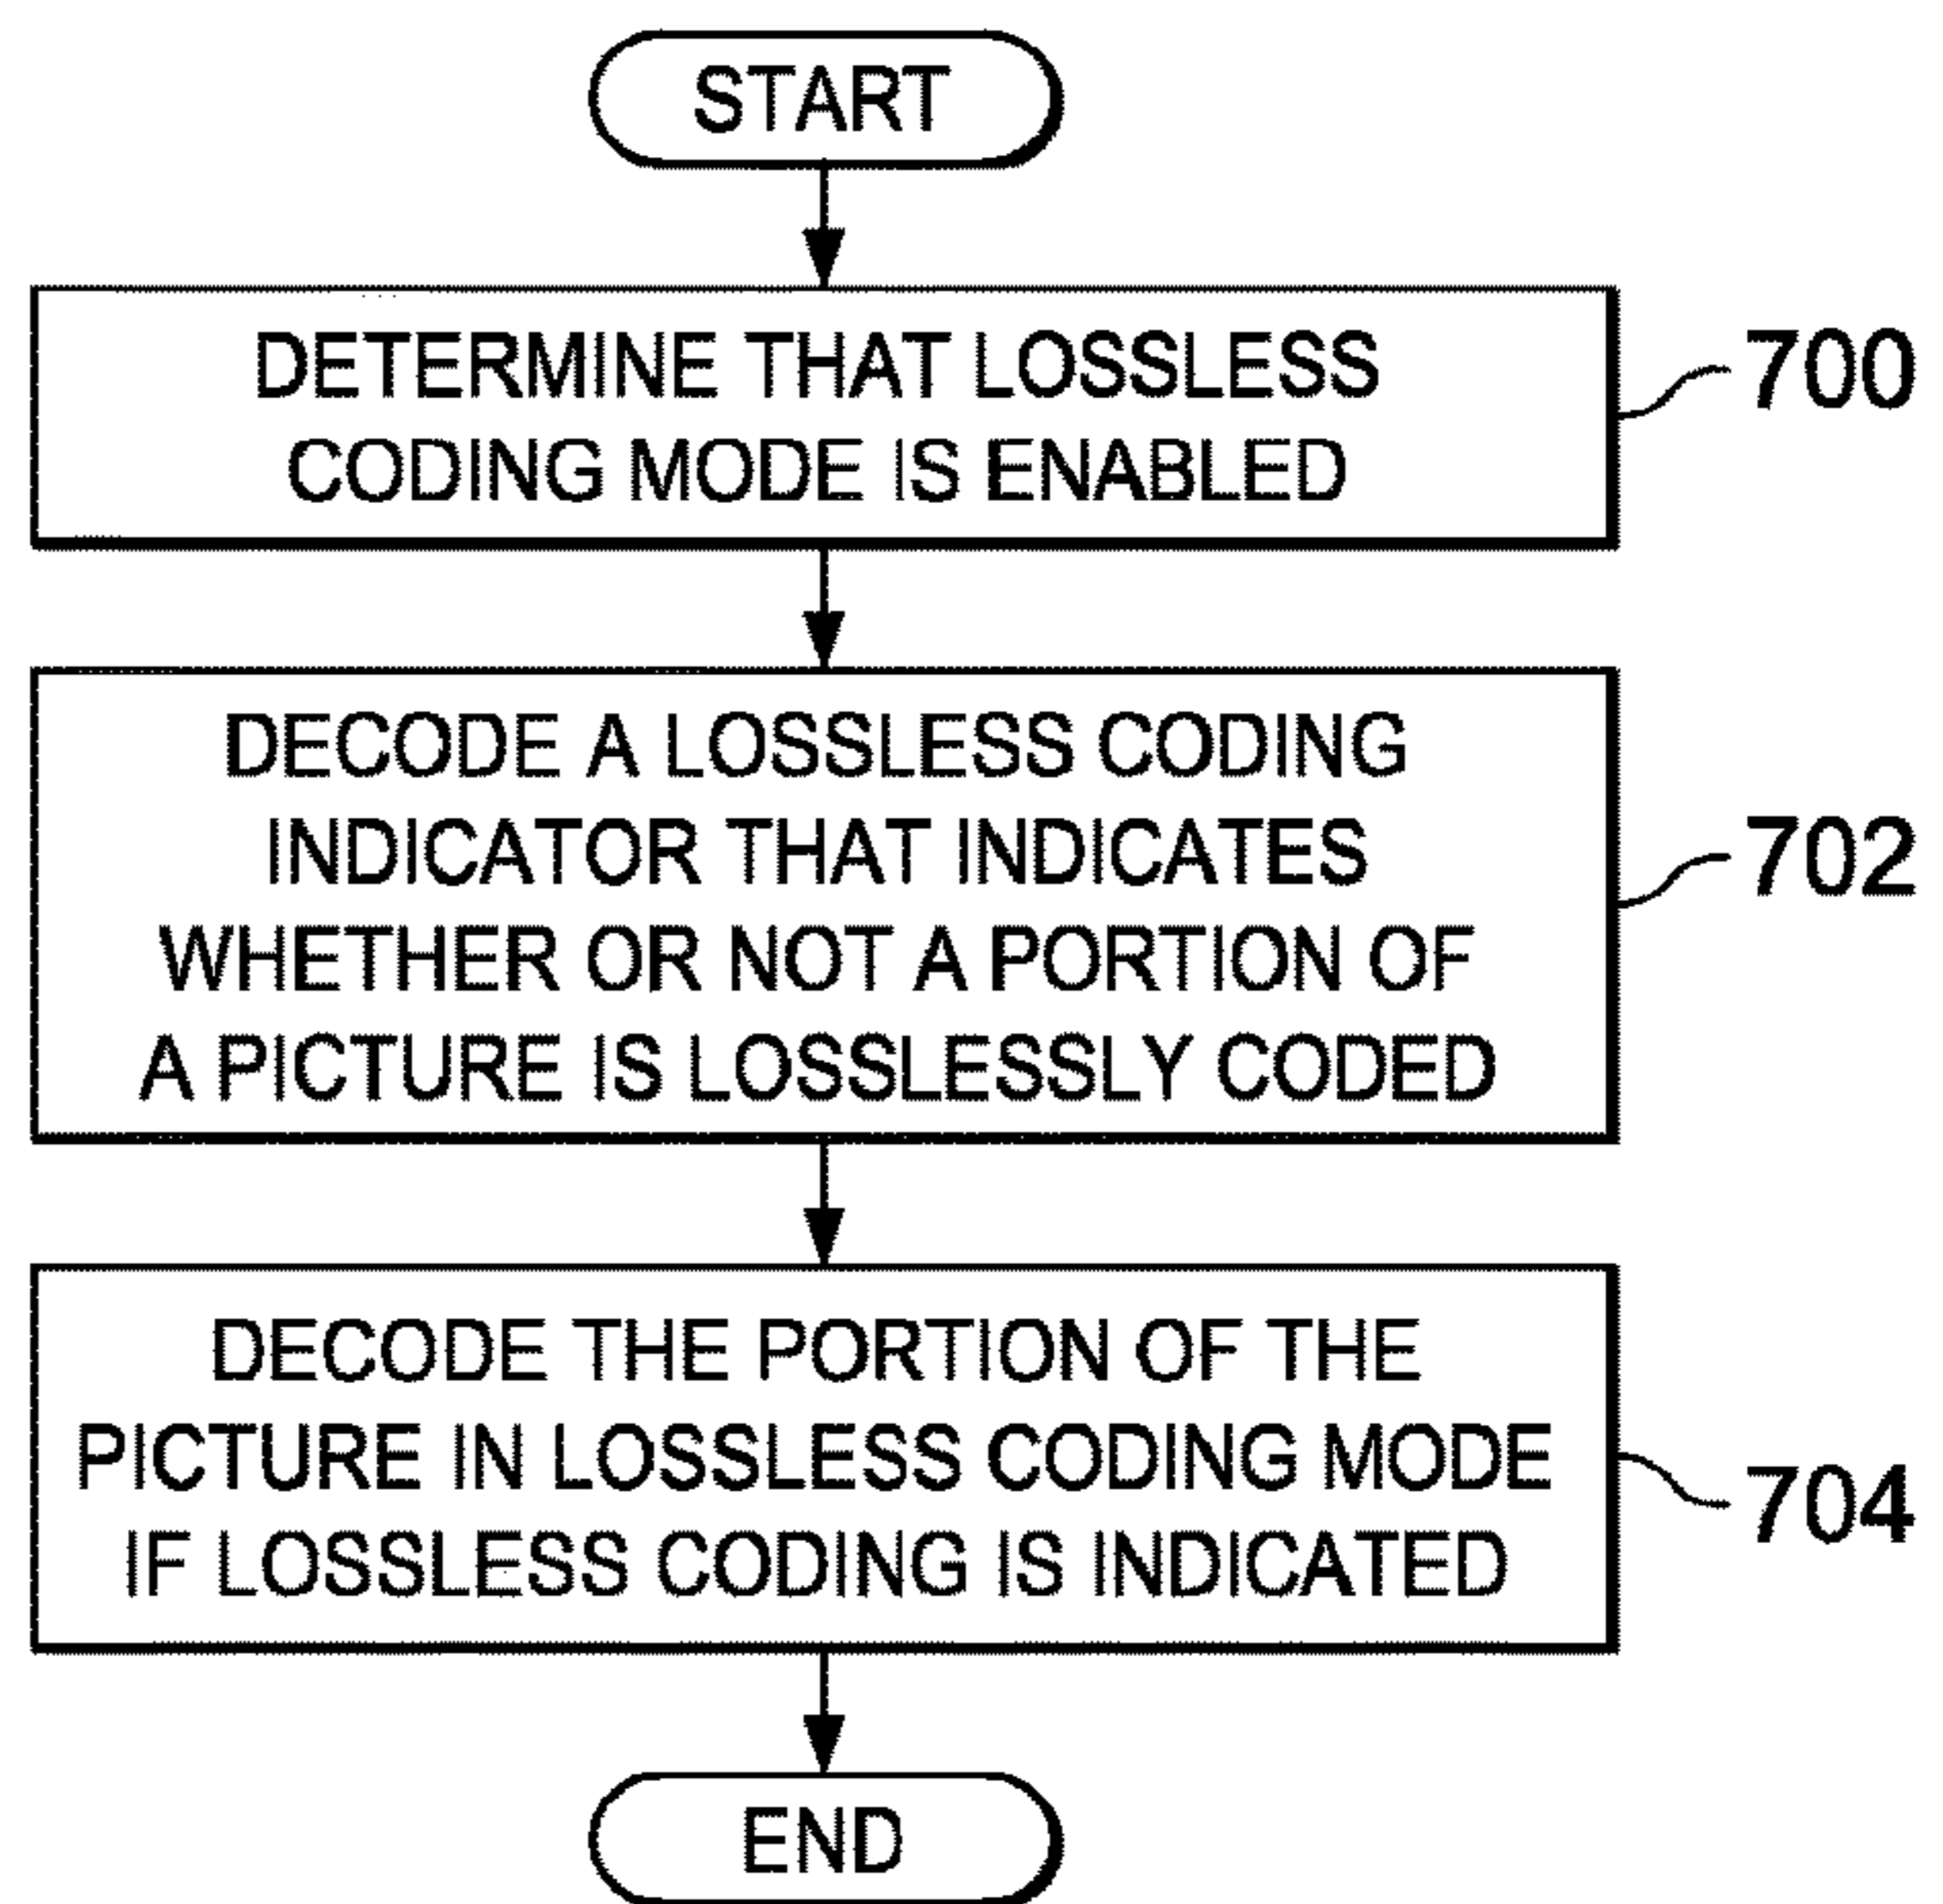 START
DETERMINE THAT LOSSLESS
CODING MODE IS ENABLED
700
DECODE A LOSSLESS CODING
INDICATOR THAT INDICATES
WHETHER OR NOT A PORTION OF
A PICTURE IS LOSSLESSLY CODED
702
DECODE THE PORTION OF THE
PICTURE IN LOSSLESS CODING MODE
IF LOSSLESS CODING IS INDICATED
704
END